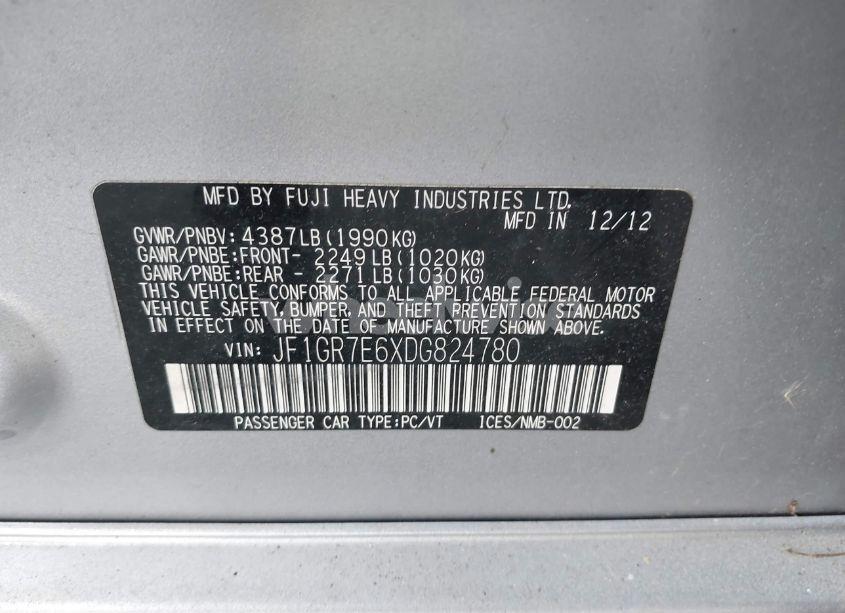 MFD BY FUJI HEAVY INDUSTRIES LTD.
MFD IN 12/12
GVWR/PNBV: 4387LB(1990KG)
GAWR/PNBE:FRONT- 2249LB(1020KG)
GAWR/PNBE:REAR - 2271LB(1030KG)
THIS VEHICLE CONFORMS TO ALL APPLICABLE FEDERAL MOTOR
VEHICLE SAFETY, BUMPER, AND THEFT PREVENTION STANDARDS
IN EFFECT ON THE DATE OF MANUFACTURE SHOWN ABOVE.
VIN: JF1GR7E6XDG824780
PASSENGER CAR TYPE:PC/VT ICES/NMB-002